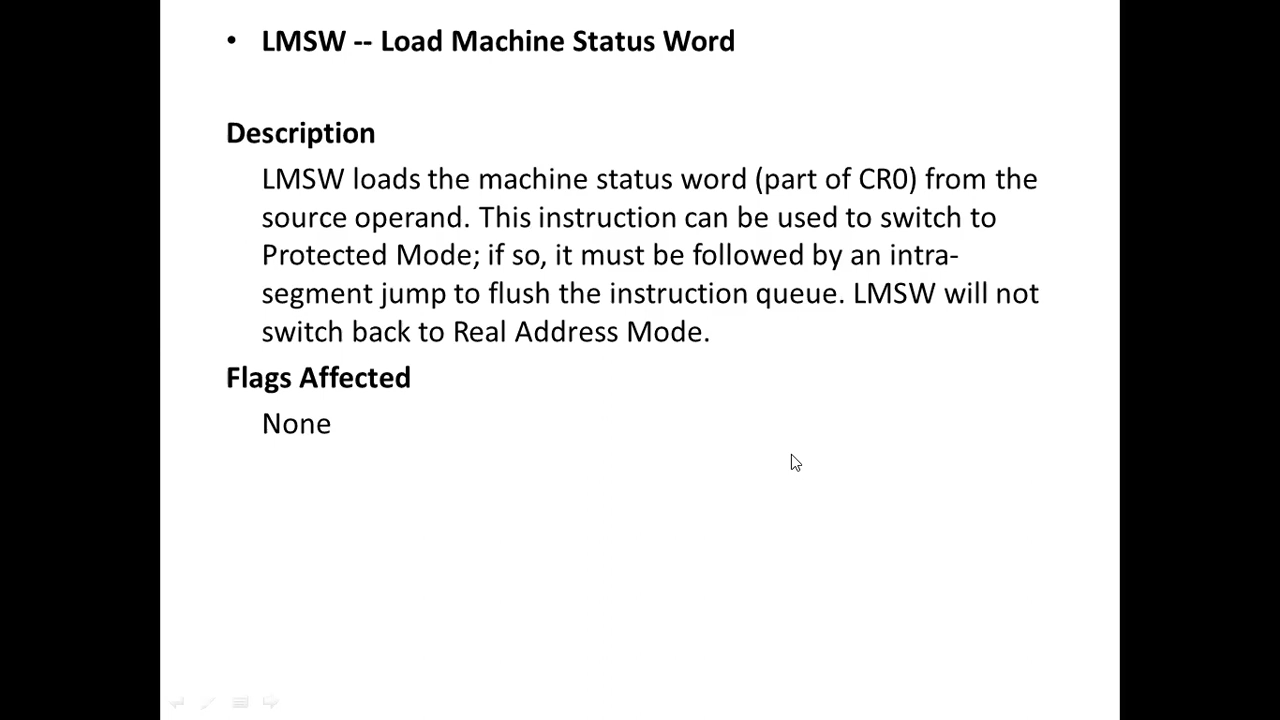 • LMSW -- Load Machine Status Word
Description
LMSW loads the machine status word (part of CR0) from the
source operand. This instruction can be used to switch to
Protected Mode; if so, it must be followed by an intra-
segment jump to flush the instruction queue. LMSW will not
switch back to Real Address Mode.
Flags Affected
None